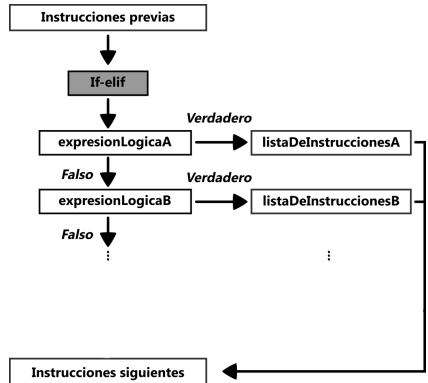 Instrucciones previas
If-elif
Verdadero
expresionLogicaA
listaDeInstruccionesA
Falso
Verdadero
expresionLogicaB
listaDeInstruccionesB
Falso
Instrucciones siguientes